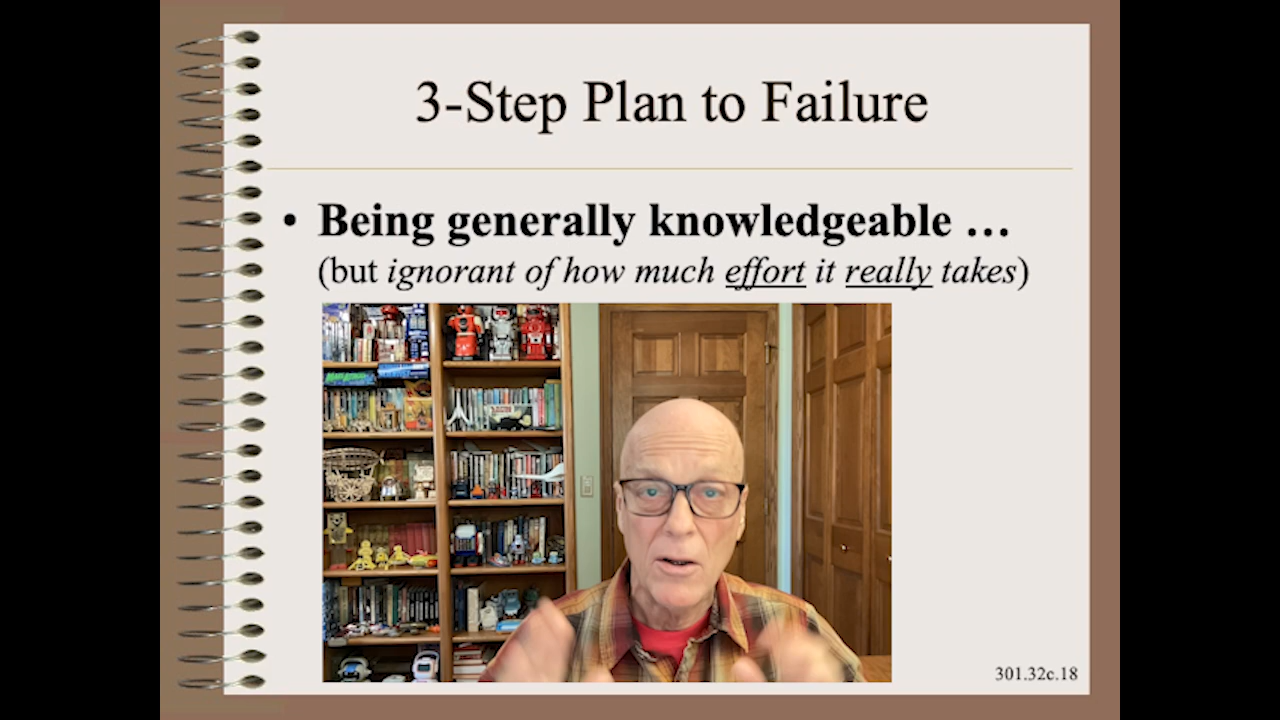 3-Step Plan to Failure
• Being generally knowledgeable …
(but ignorant of how much effort it really takes)
301.32c.18